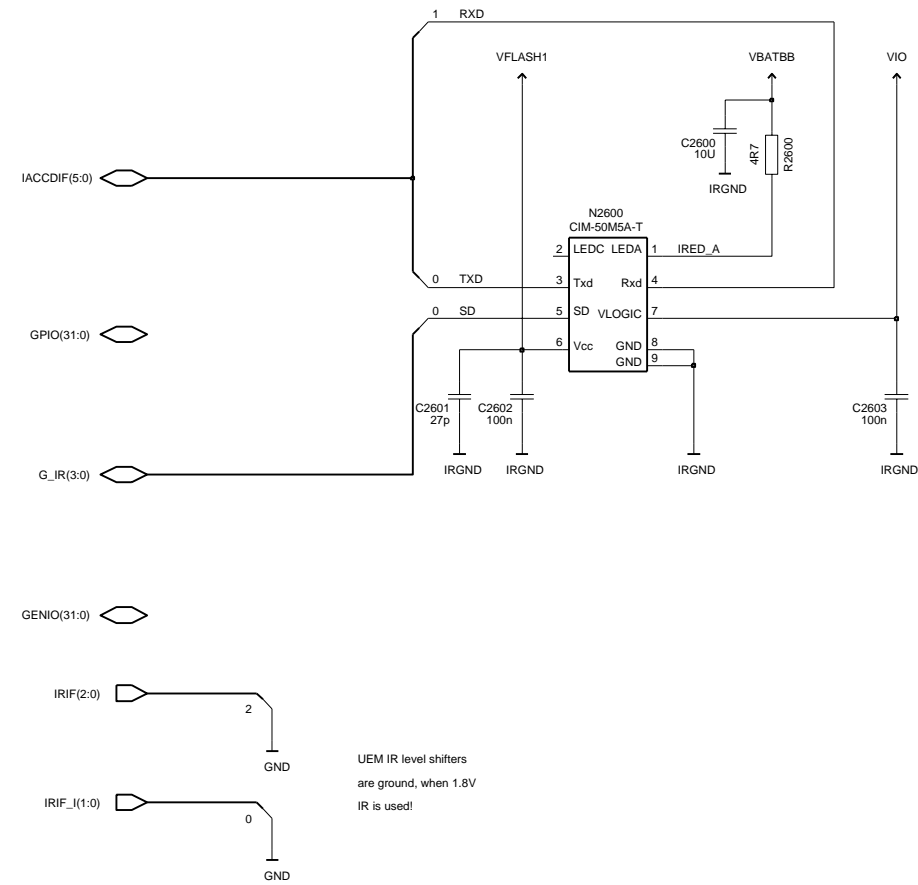 1 RXD
VFLASH1
VBATBB
VIO
C2600
10U
4R7
R2600
IACCDIF(5:0)
IRGND
N2600
CIM-50M5A-T
2 LEDC LEDA 1 IRED_A
0 TXD 3 Txd Rxd 4
0 SD 5 SD VLOGIC 7
GPIO(31:0)
6 Vcc GND 8
GND 9
C2601
27p
C2602
100n
C2603
100n
G_IR(3:0)
IRGND
IRGND
IRGND
IRGND
GENIO(31:0)
IRIF(2:0)
2
GND
UEM IR level shifters
are ground, when 1.8V
IR is used!
IRIF_I(1:0)
0
GND